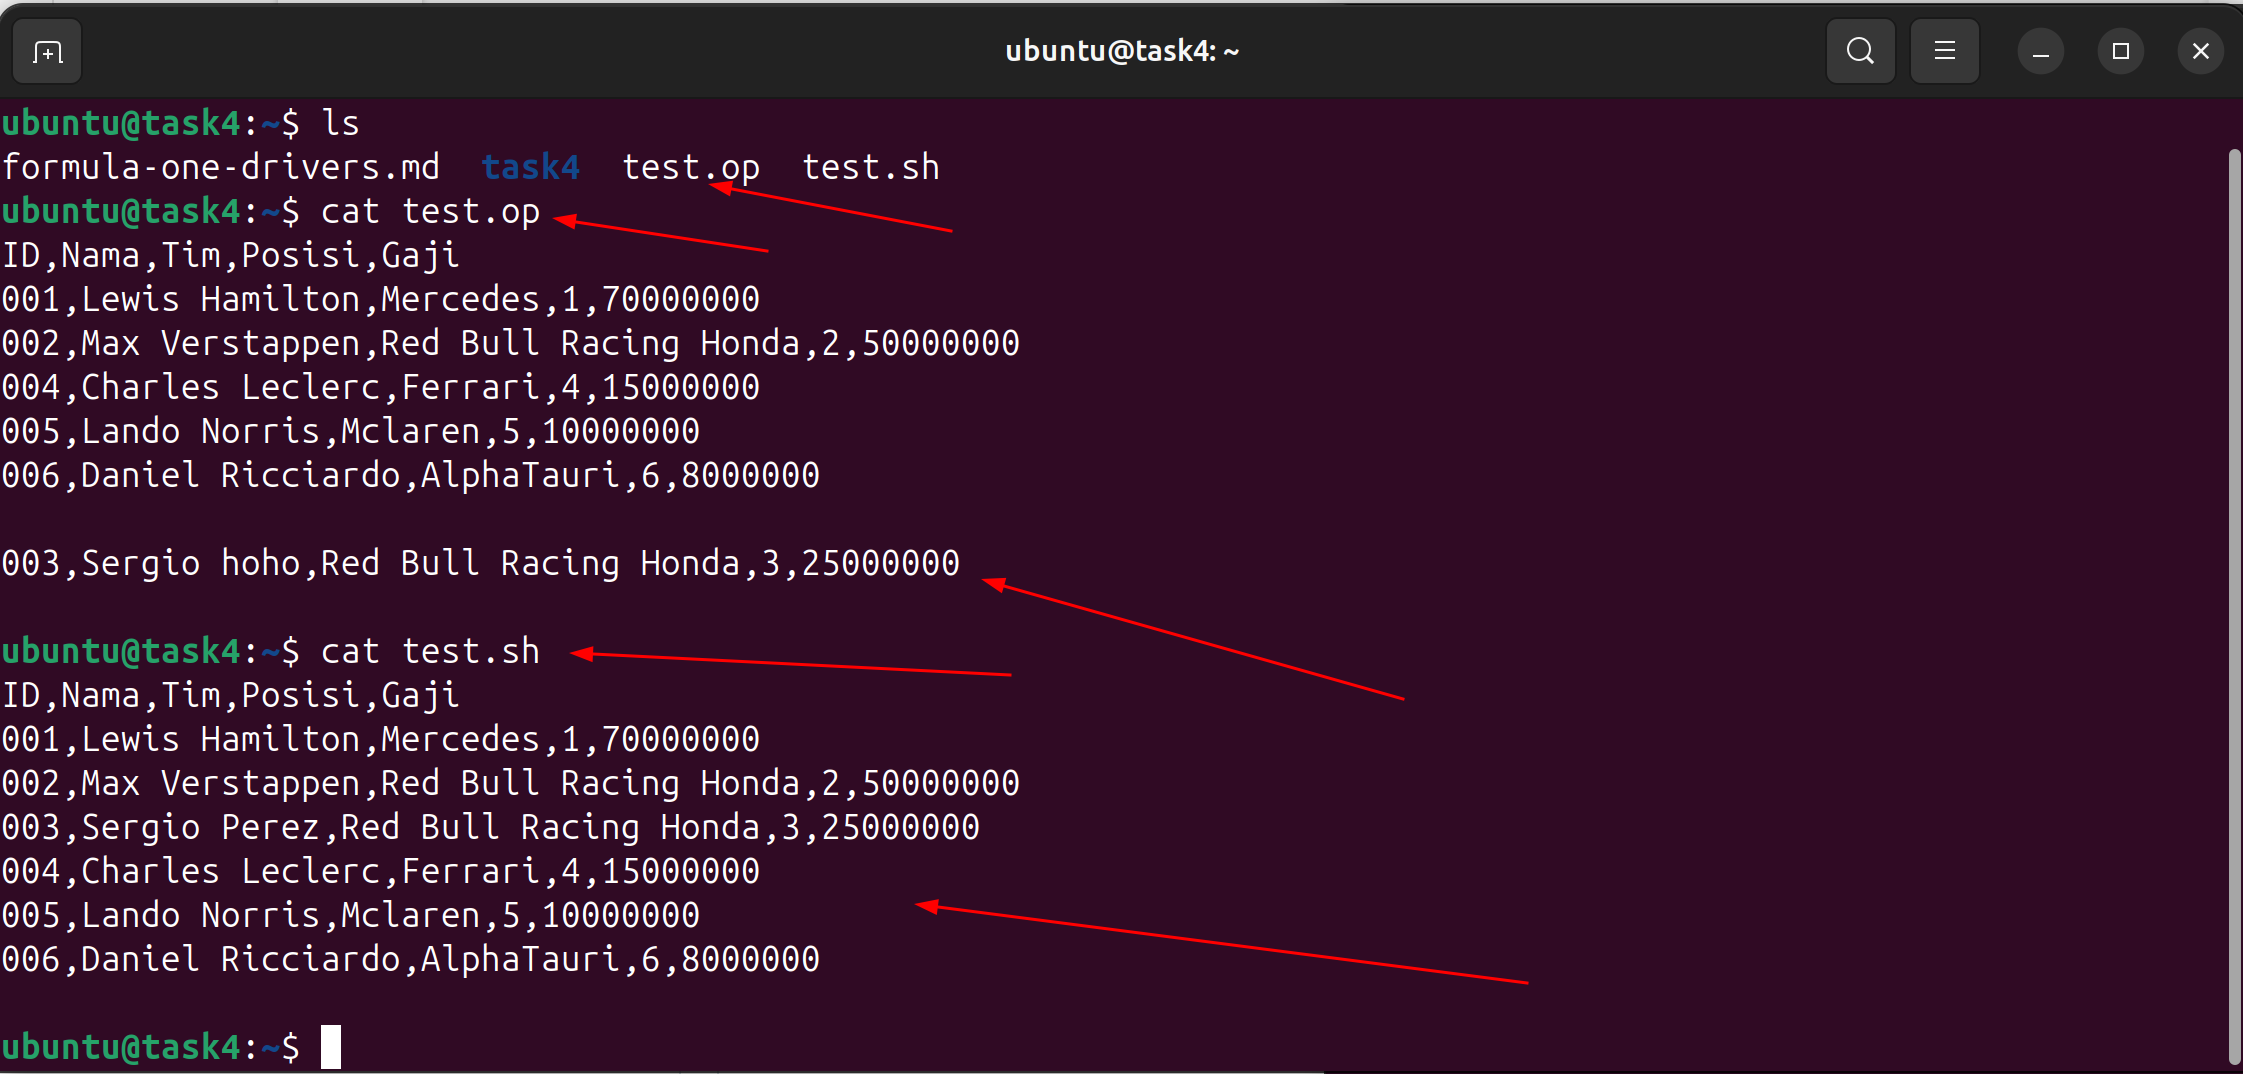 ubuntu@task4: ~
ubuntu@task4:~$ ls
formula-one-drivers.md  task4  test.op  test.sh
ubuntu@task4:~$ cat test.op
ID,Nama,Tim,Posisi,Gaji
001,Lewis Hamilton,Mercedes,1,70000000
002,Max Verstappen,Red Bull Racing Honda,2,50000000
004,Charles Leclerc,Ferrari,4,15000000
005,Lando Norris,Mclaren,5,10000000
006,Daniel Ricciardo,AlphaTauri,6,8000000
003,Sergio hoho,Red Bull Racing Honda,3,25000000
ubuntu@task4:~$ cat test.sh
ID,Nama,Tim,Posisi,Gaji
001,Lewis Hamilton,Mercedes,1,70000000
002,Max Verstappen,Red Bull Racing Honda,2,50000000
003,Sergio Perez,Red Bull Racing Honda,3,25000000
004,Charles Leclerc,Ferrari,4,15000000
005,Lando Norris,Mclaren,5,10000000
006,Daniel Ricciardo,AlphaTauri,6,8000000
ubuntu@task4:~$